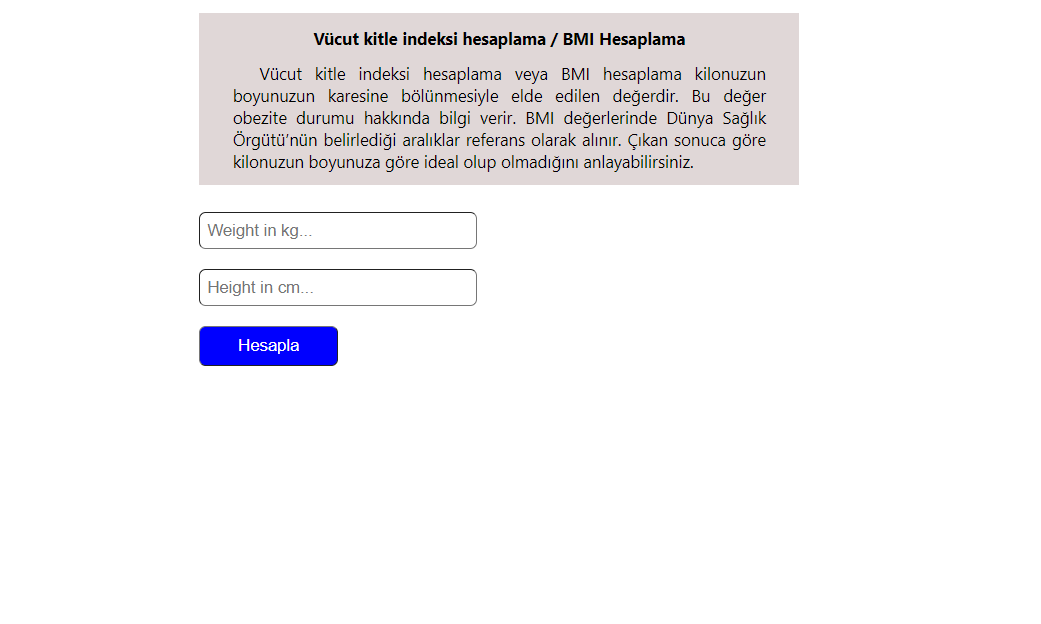 Vücut kitle indeksi hesaplama / BMI Hesaplama
Vücut kitle indeksi hesaplama veya BMI hesaplama kilonuzun
boyunuzun karesine bölünmesiyle elde edilen değerdir. Bu değer
obezite durumu hakkında bilgi verir. BMI değerlerinde Dünya Sağlık
Örgütü’nün belirlediği aralıklar referans olarak alınır. Çıkan sonuca göre
kilonuzun boyunuza göre ideal olup olmadığını anlayabilirsiniz.
Weight in kg...
Height in cm...
Hesapla